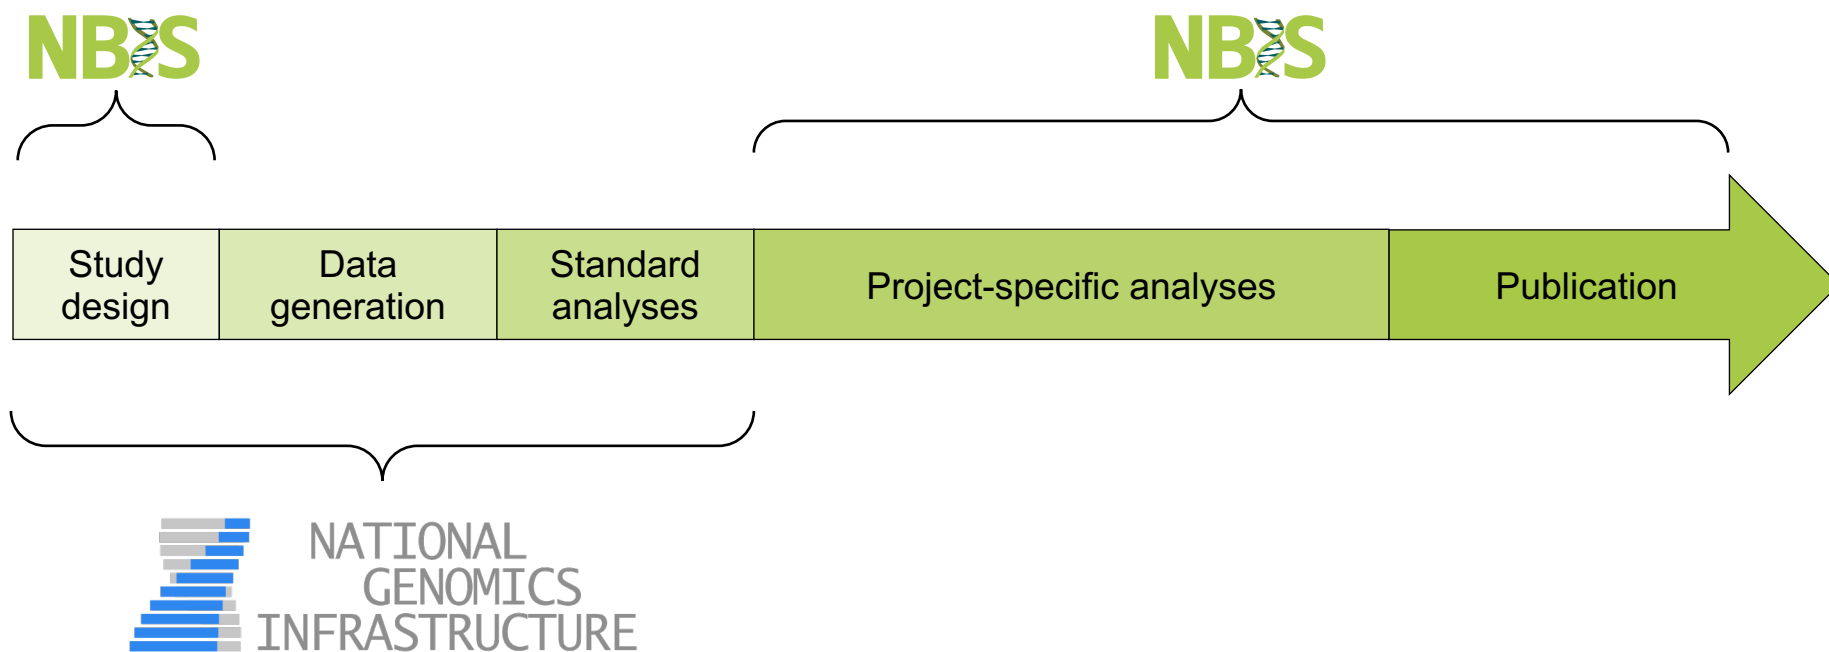 NBIS
NBIS
Study
design
Data
generation
Standard
analyses
Project-specific analyses
Publication
NATIONAL
GENOMICS
INFRASTRUCTURE